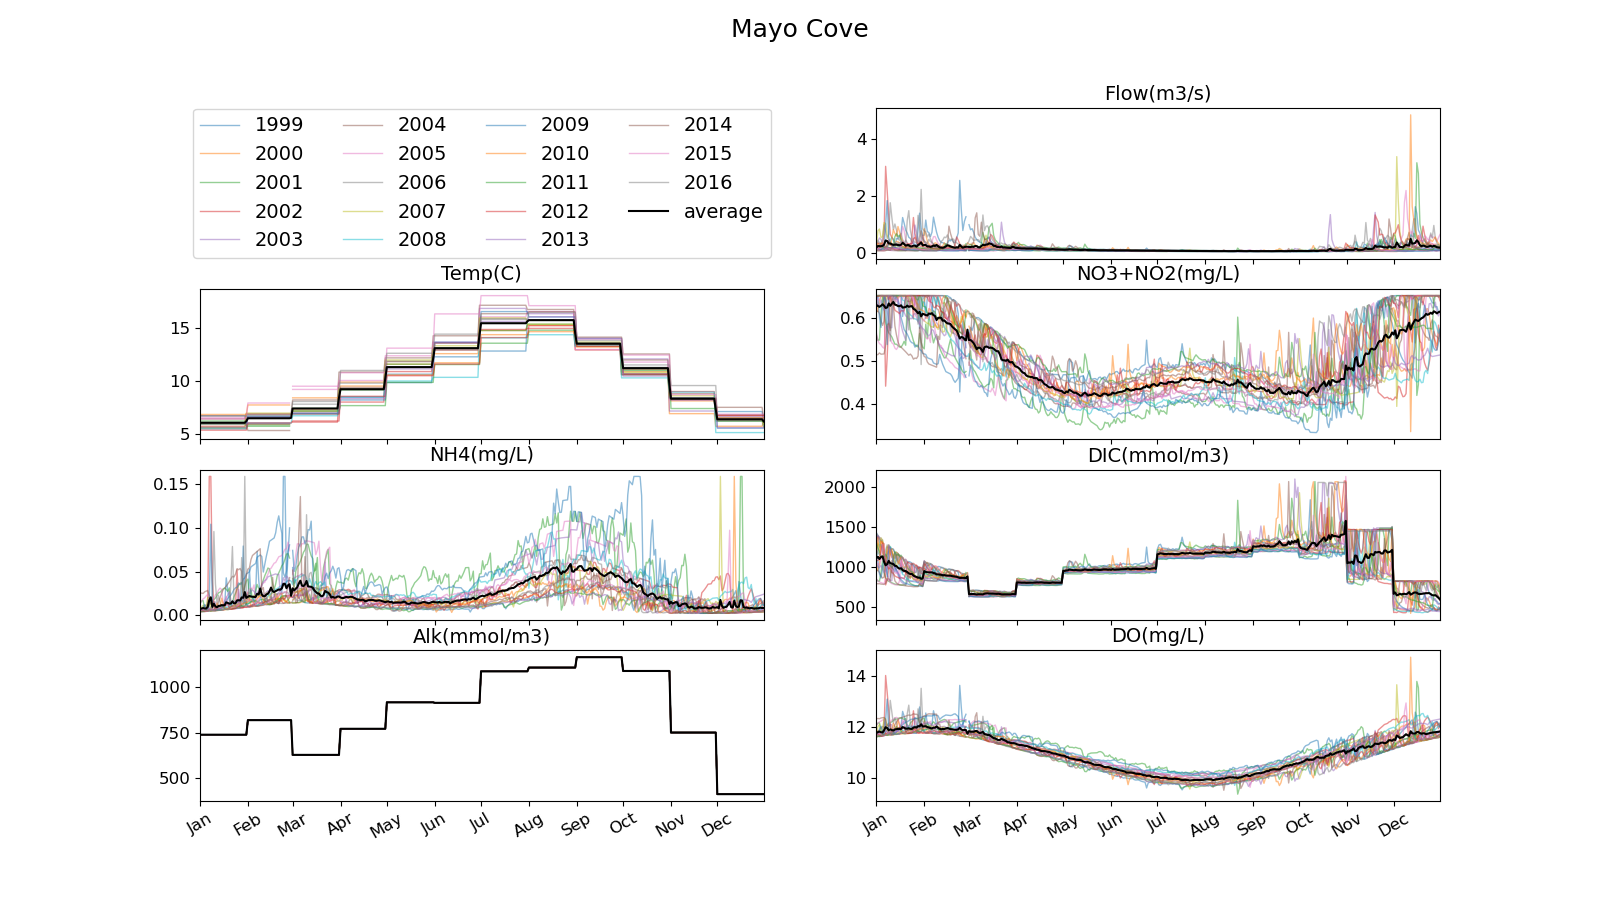 Mayo Cove
1999 2004 2009 2014
2000 2005 2010 2015
2001 2006 2011 2016
2002 2007 2012 average
2003 2008 2013
Flow(m3/s)
4
2
0
Temp(C)
15
10
5
NO3+NO2(mg/L)
0.6
0.5
0.4
NH4(mg/L)
0.15
0.10
0.05
0.00
DIC(mmol/m3)
2000
1500
1000
500
Alk(mmol/m3)
1000
750
500
Jan Feb Mar Apr May Jun Jul Aug Sep Oct Nov Dec
DO(mg/L)
14
12
10
Jan Feb Mar Apr May Jun Jul Aug Sep Oct Nov Dec